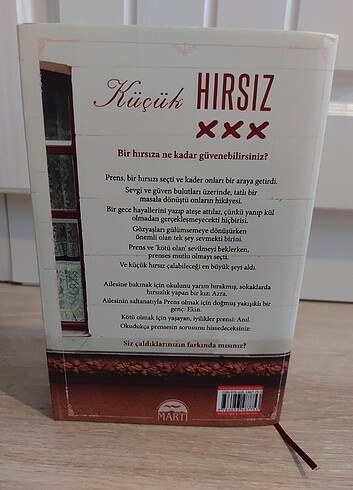 Küçük HIRSIZ
xxx
Bir hırsıza ne kadar güvenebilirsiniz?
Prens, bir hırsızı seçti ve kader onları bir araya getirdi.
Sevgi ve güven bulutları üzerinde, tatlı bir
masala dönüştü onların hikâyesi.
Bir gece hayallerini yazıp ateşe attılar, çünkü yanıp kül
olmadan gerçekleşmeyecekti hiçbirisi.
Gözyaşları gülümsemeye dönüşürken
önemli olan tek şey sevmekti birini.
Prens ve 'kötü olan' sevilmeyi beklerken,
prenses mutlu olmayı seçti.
Ve küçük hırsız çalabileceği en büyük şeyi aldı.
Ailesine bakmak için okulunu yarım bırakmış, sokaklarda
hırsızlık yapan bir kız: Azra.
Ailesinin saltanatıyla Prens olmak için doğmuş yakışıklı bir
genç: Ekin.
Kötü olmak için yaşayan, iyilikler prensi: Anıl.
Okudukça prensesin sorusunu hissedeceksiniz:
Siz çaldıklarınızın farkında mısınız?
MARTI